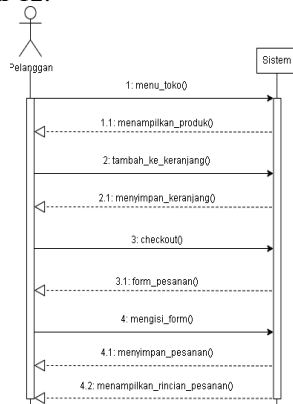 Pelanggan
Sistem
1: menu_toko()
1.1: menampilkan_produk()
2: tambah_ke_keranjang()
2.1: menyimpan_keranjang()
3: checkout()
3.1: form_pesanan()
4: mengisi_form()
4.1: menyimpan_pesanan()
4.2: menampilkan_rincian_pesanan()